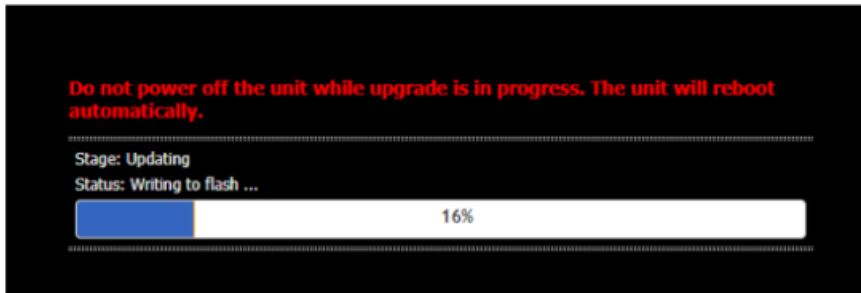 Do not power off the unit while upgrade is in progress. The unit will reboot
automatically.
Stage: Updating
Status: Writing to flash ...
16%